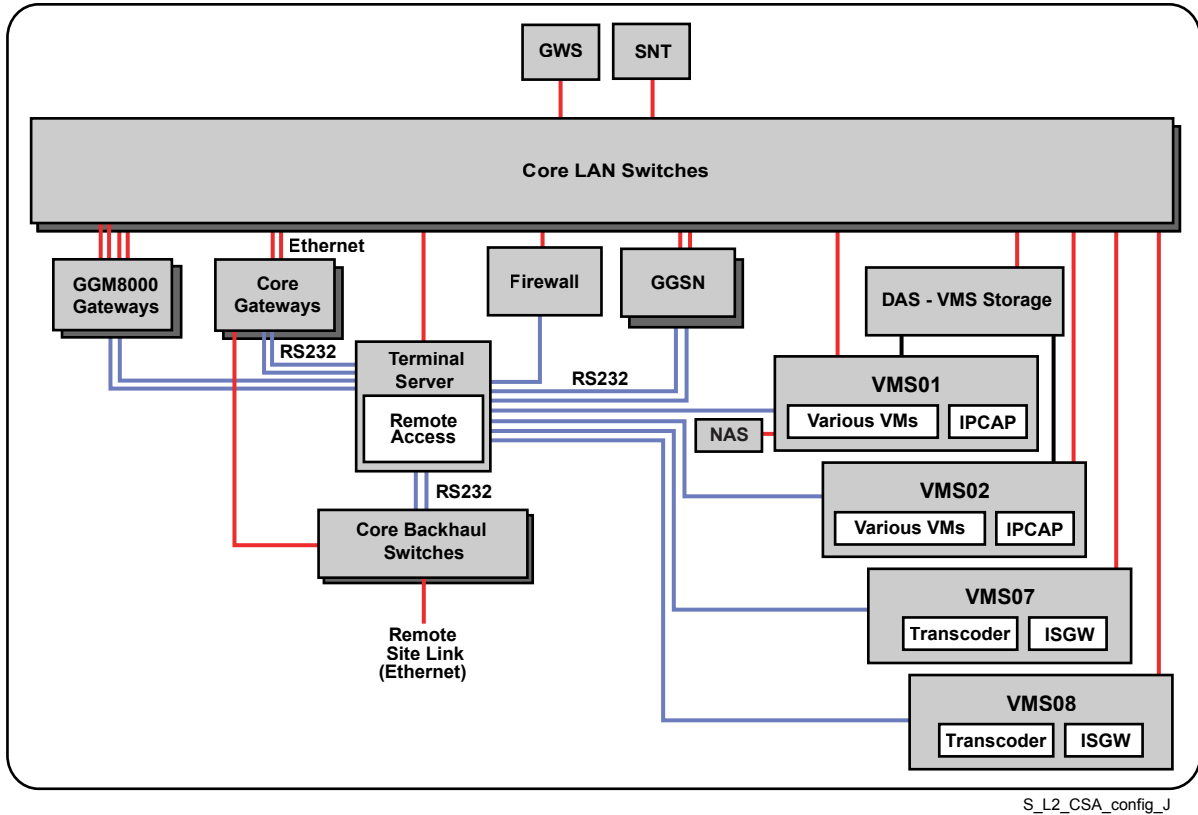 GWS
SNT
Core LAN Switches
Ethernet
GGM8000
Gateways
Core
Gateways
Firewall
GGSN
DAS - VMS Storage
RS232
Terminal
Server
RS232
VMS01
Remote
Access
Various VMs
IPCAP
NAS
RS232
VMS02
Core Backhaul
Switches
Various VMs
IPCAP
VMS07
Remote
Site Link
(Ethernet)
Transcoder
ISGW
VMS08
Transcoder
ISGW
S_L2_CSA_config_J